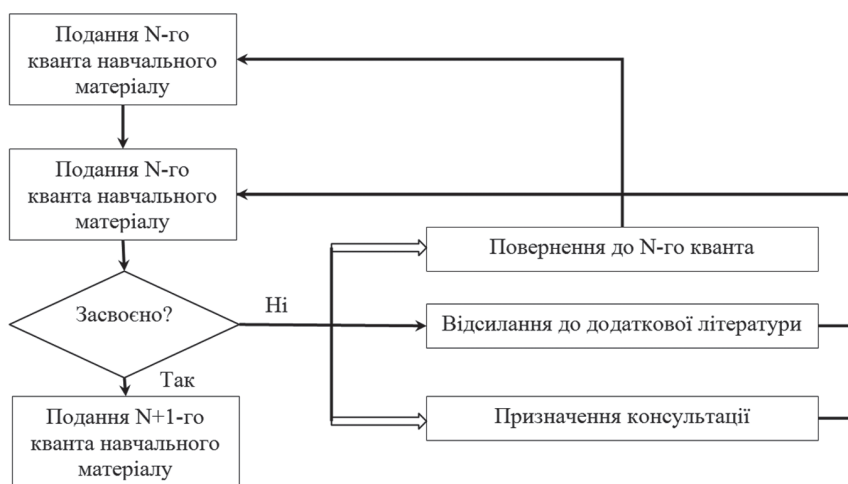 Подання N-го
кванта навчального
матеріалу
Подання N-го
кванта навчального
матеріалу
Повернення до N-го кванта
Засвоєно?
Ні
Відсилання до додаткової літератури
Так
Подання N+1-го
кванта навчального
матеріалу
Призначення консультації